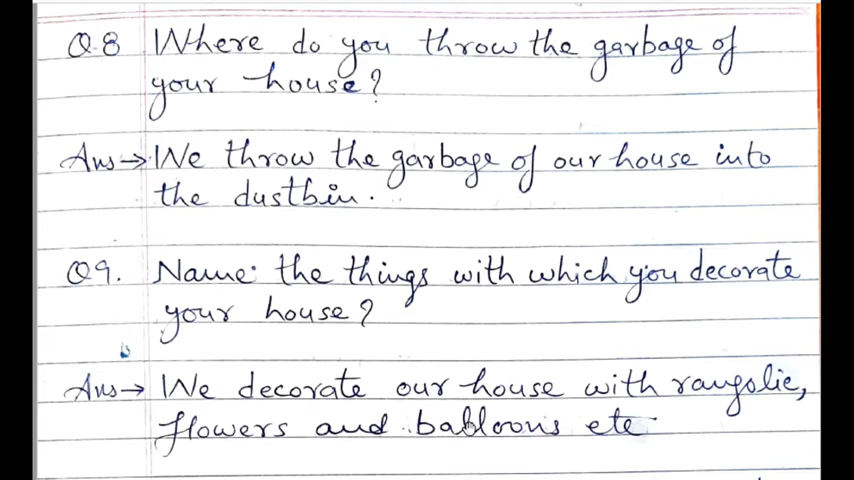 Q.8 Where do you throw the garbage of
your house?
Ans→ We throw the garbage of our house into
the dustbin.
Q9. Name the things with which you decorate
your house?
Ans→ We decorate our house with rangolie,
flowers and babloons etc